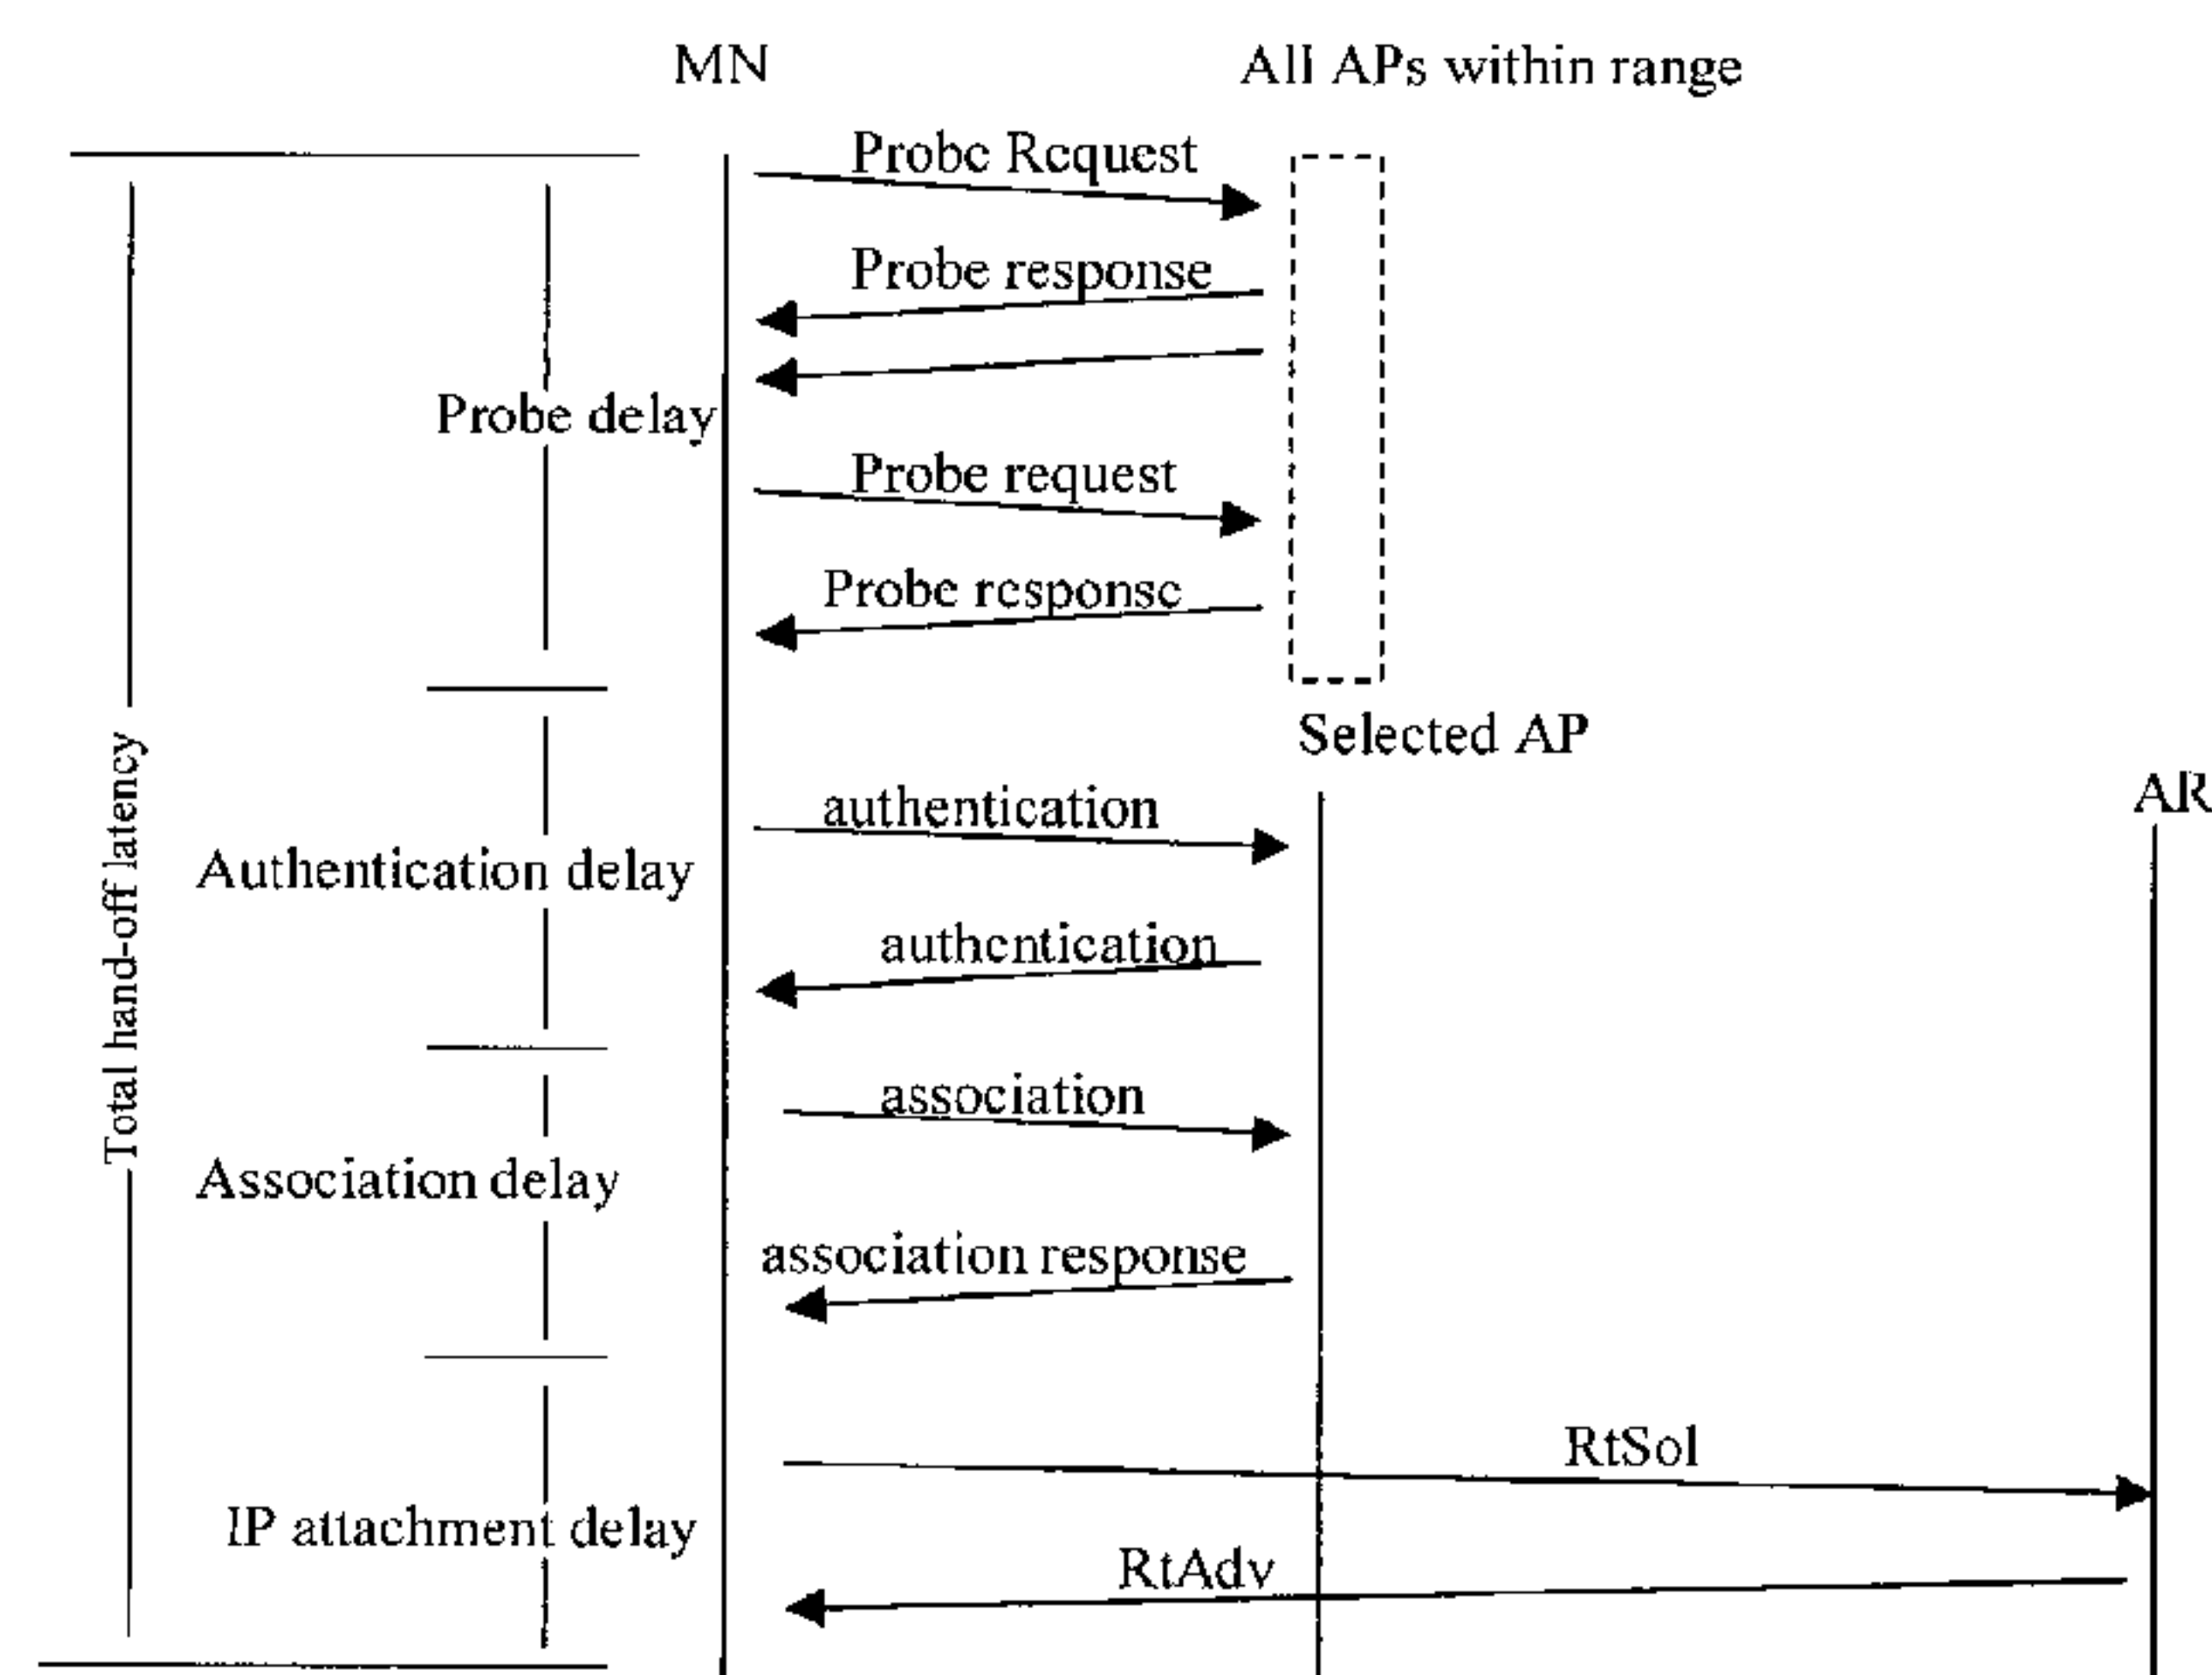 MN
All APs within range
Probe Request
Probe response
Probe delay
Probe request
Probe response
Selected AP
AR
authentication
Authentication delay
authentication
Total hand-off latency
association
Association delay
association response
RtSol
IP attachment delay
RtAdv